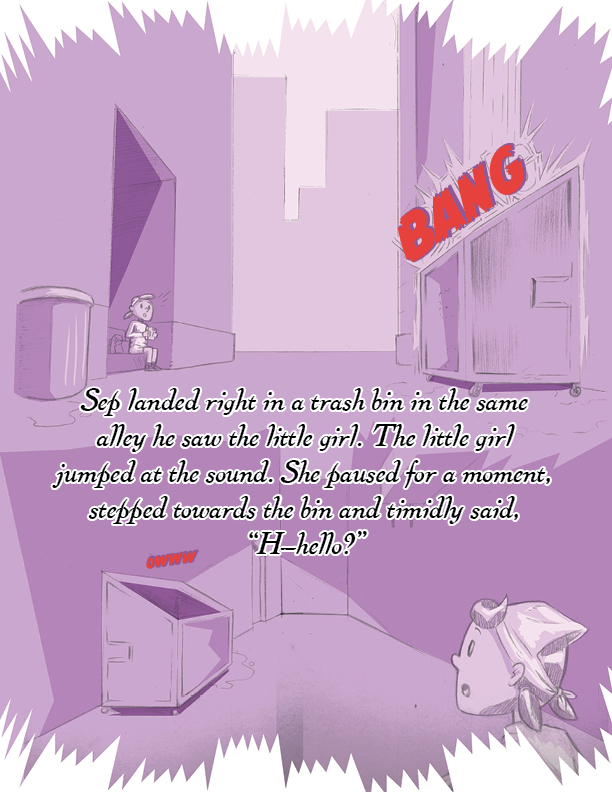 BANG
Sep landed right in a trash bin in the same
alley he saw the little girl. The little girl
jumped at the sound. She paused for a moment,
stepped towards the bin and timidly said,
“H–hello?”
OWWW